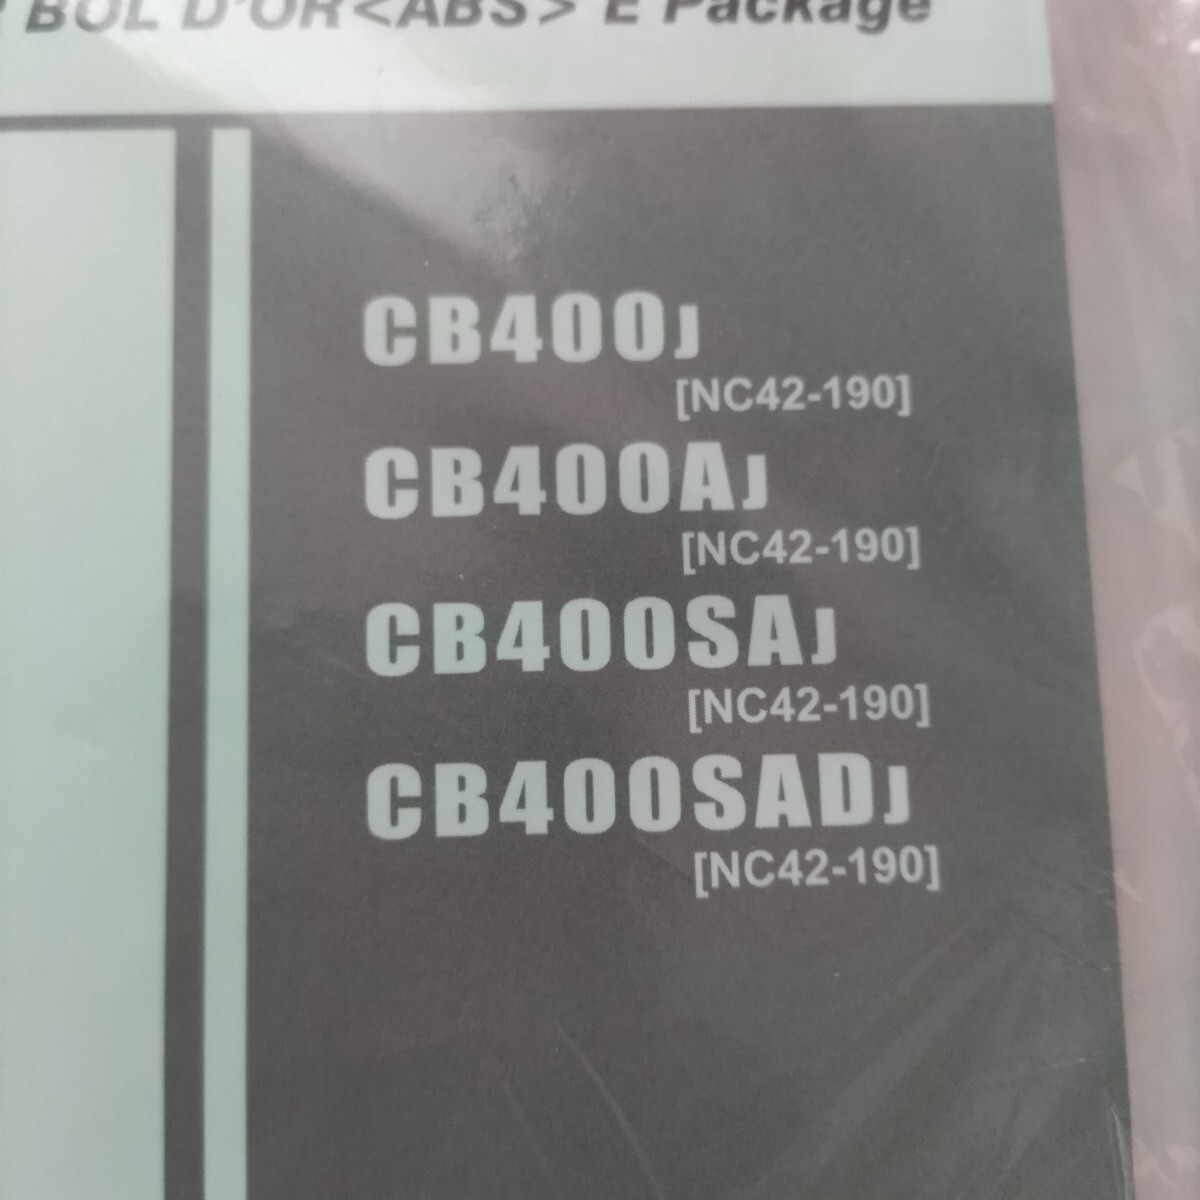 BOL D'OR<ABS> E Package
CB400J
[NC42-190]
CB400AJ
[NC42-190]
CB400SAJ
[NC42-190]
CB400SADJ
[NC42-190]